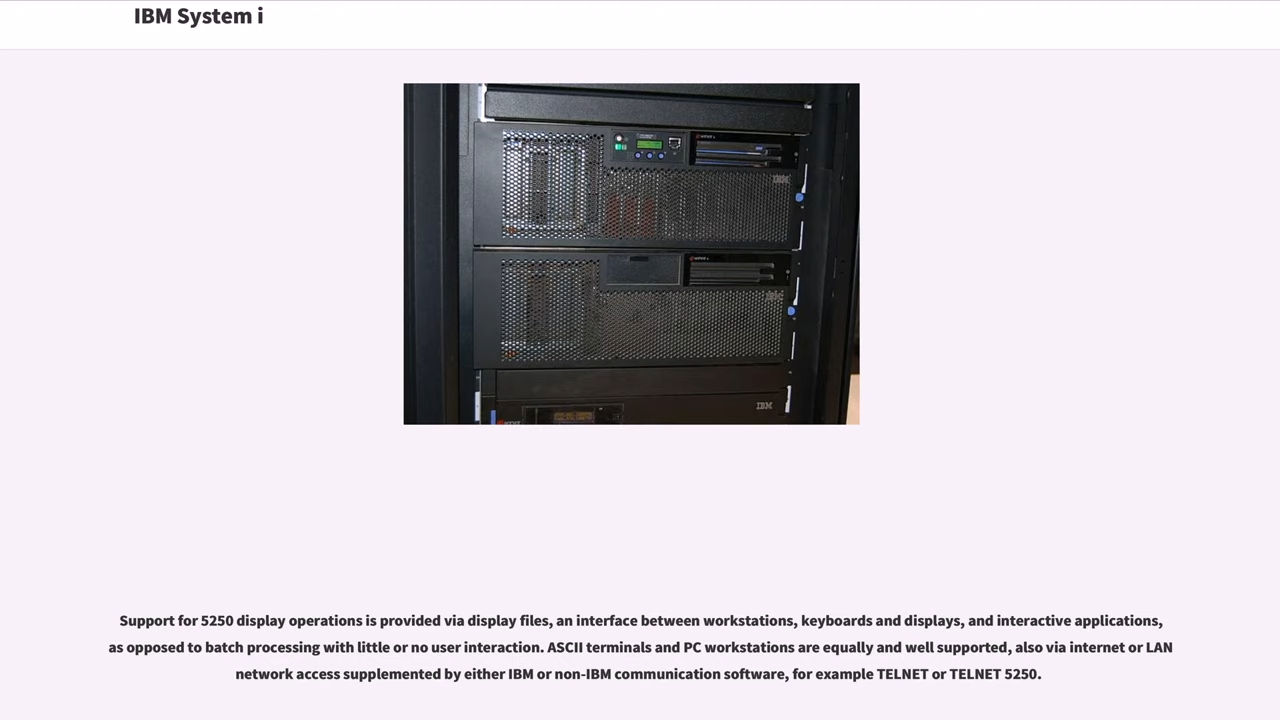 IBM System i
IBM
IBM
IBM
Support for 5250 display operations is provided via display files, an interface between workstations, keyboards and displays, and interactive applications,
as opposed to batch processing with little or no user interaction. ASCII terminals and PC workstations are equally and well supported, also via internet or LAN
network access supplemented by either IBM or non-IBM communication software, for example TELNET or TELNET 5250.